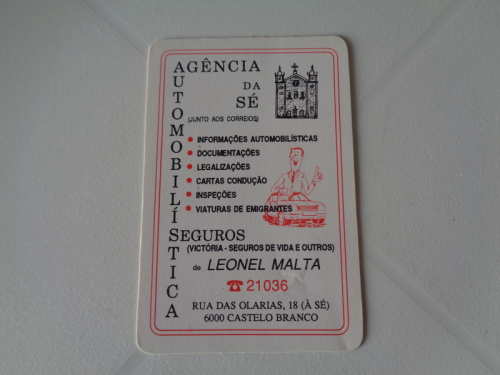 AGÊNCIA
AUTOMOBILÍSTICA
DA
SÉ
(JUNTO AOS CORREIOS)
• INFORMAÇÕES AUTOMOBILÍSTICAS
• DOCUMENTAÇÕES
• LEGALIZAÇÕES
• CARTAS CONDUÇÃO
• INSPEÇÕES
• VIATURAS DE EMIGRANTES
SEGUROS
(VICTÓRIA - SEGUROS DE VIDA E OUTROS)
de LEONEL MALTA
☎ 21036
RUA DAS OLARIAS, 18 (À SÉ)
6000 CASTELO BRANCO